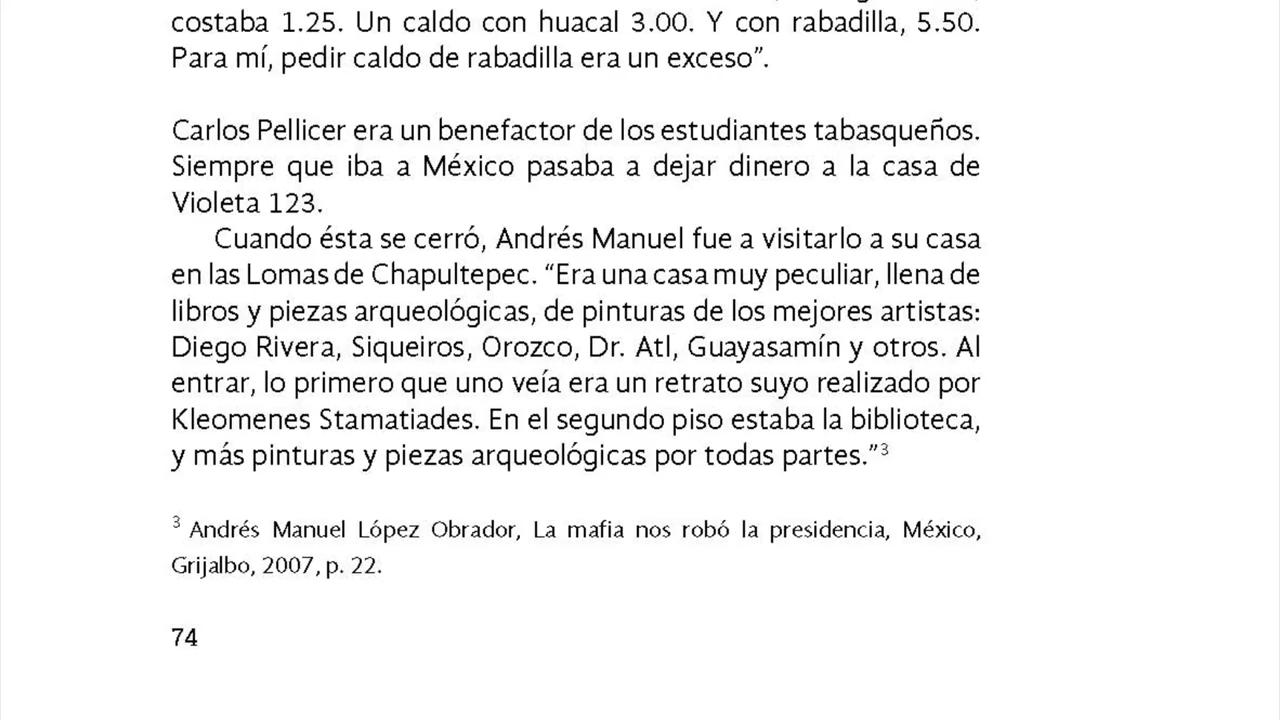 costaba 1.25. Un caldo con huacal 3.00. Y con rabadilla, 5.50.
Para mí, pedir caldo de rabadilla era un exceso”.
Carlos Pellicer era un benefactor de los estudiantes tabasqueños.
Siempre que iba a México pasaba a dejar dinero a la casa de
Violeta 123.
Cuando ésta se cerró, Andrés Manuel fue a visitarlo a su casa
en las Lomas de Chapultepec. “Era una casa muy peculiar, llena de
libros y piezas arqueológicas, de pinturas de los mejores artistas:
Diego Rivera, Siqueiros, Orozco, Dr. Atl, Guayasamín y otros. Al
entrar, lo primero que uno veía era un retrato suyo realizado por
Kleomenes Stamatiades. En el segundo piso estaba la biblioteca,
y más pinturas y piezas arqueológicas por todas partes.”3
3 Andrés Manuel López Obrador, La mafia nos robó la presidencia, México,
Grijalbo, 2007, p. 22.
74